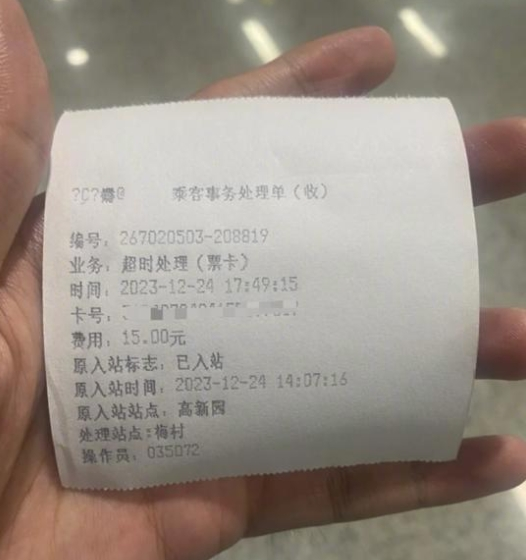 乘客事务处理单（收）
编号：267020503-208819
业务：超时处理（票卡）
时间：2023-12-24 17:49:15
卡号：
费用：15.00元
原入站标志：已入站
原入站时间：2023-12-24 14:07:16
原入站站点：高新园
处理站点:梅村
操作员：035072